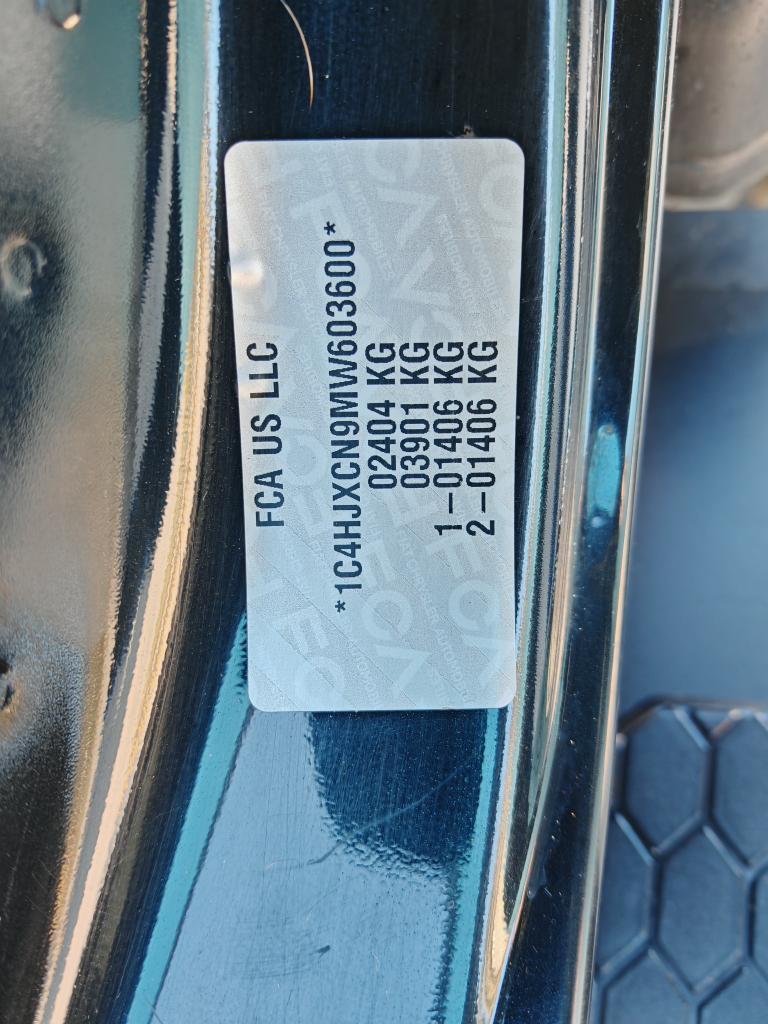 FCA US LLC
*1C4HJXCN9MW603600*
02404 KG
03901 KG
1–01406 KG
2–01406 KG